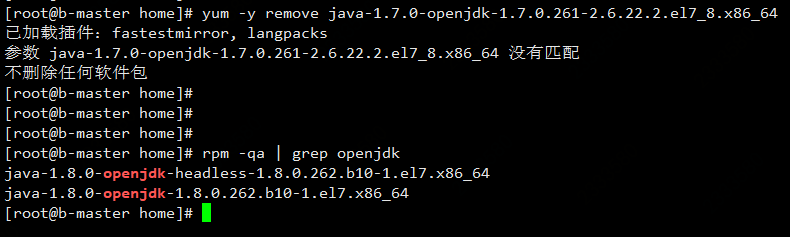 [root@b-master home]# yum -y remove java-1.7.0-openjdk-1.7.0.261-2.6.22.2.el7_8.x86_64
已加载插件：fastestmirror, langpacks
参数 java-1.7.0-openjdk-1.7.0.261-2.6.22.2.el7_8.x86_64 没有匹配
不删除任何软件包
[root@b-master home]#
[root@b-master home]#
[root@b-master home]#
[root@b-master home]# rpm -qa | grep openjdk
java-1.8.0-openjdk-headless-1.8.0.262.b10-1.el7.x86_64
java-1.8.0-openjdk-1.8.0.262.b10-1.el7.x86_64
[root@b-master home]#